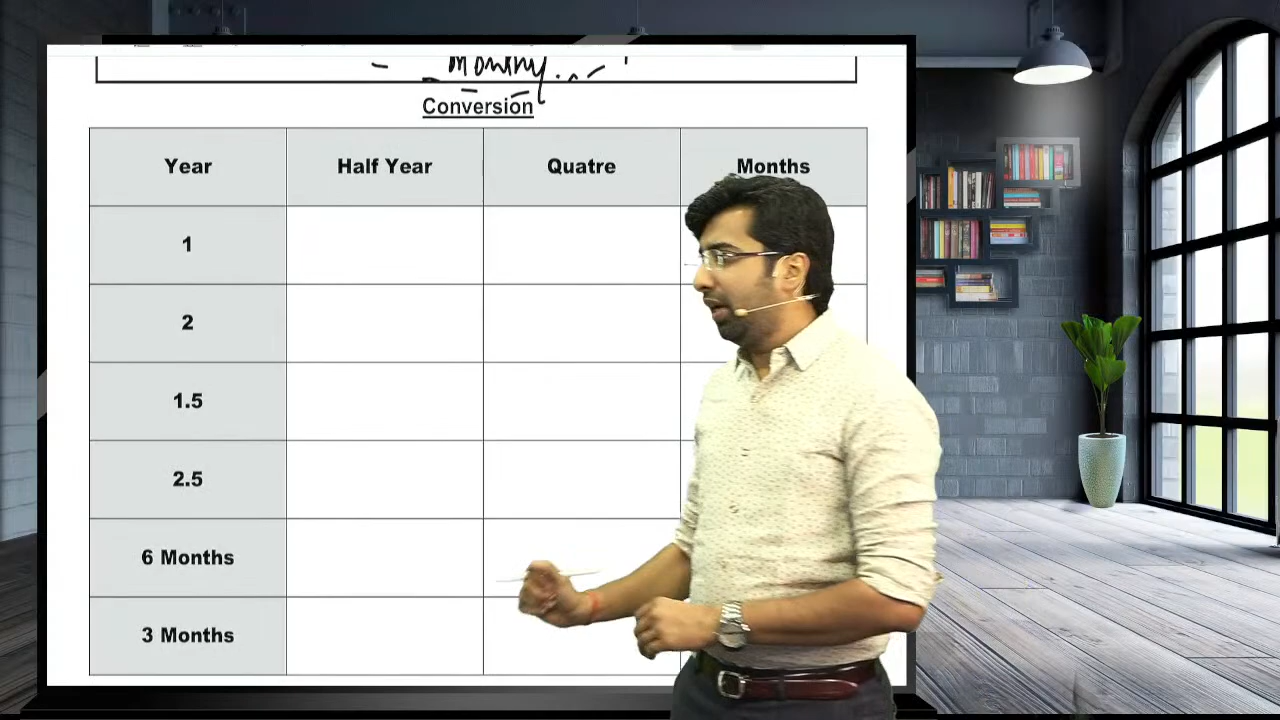 Monthly
Conversion
Year Half Year Quatre Months
1
2
1.5
2.5
6 Months
3 Months